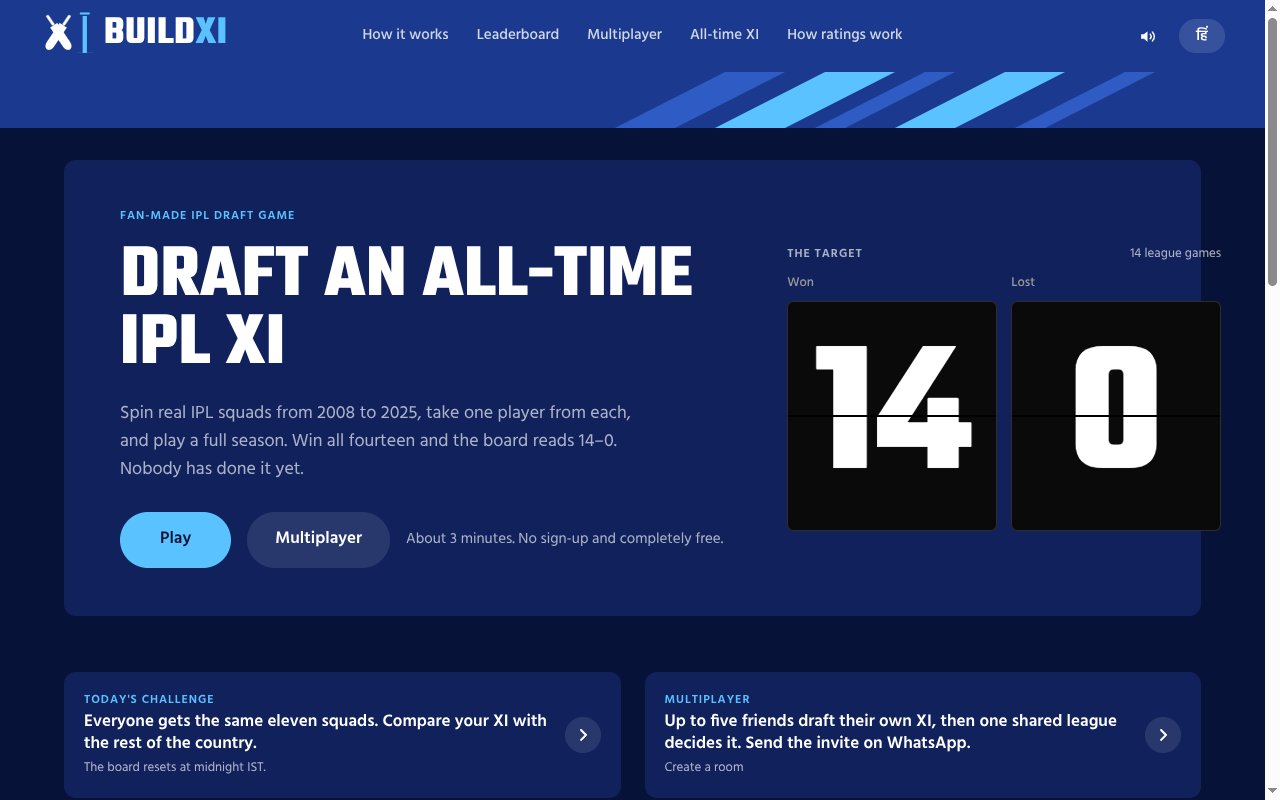 BUILDXI
How it works
Leaderboard
Multiplayer
All-time XI
How ratings work
हिं
FAN-MADE IPL DRAFT GAME
DRAFT AN ALL-TIME
IPL XI
Spin real IPL squads from 2008 to 2025, take one player from each,
and play a full season. Win all fourteen and the board reads 14–0.
Nobody has done it yet.
Play
Multiplayer
About 3 minutes. No sign-up and completely free.
THE TARGET
14 league games
Won
Lost
14
0
TODAY'S CHALLENGE
Everyone gets the same eleven squads. Compare your XI with
the rest of the country.
The board resets at midnight IST.
MULTIPLAYER
Up to five friends draft their own XI, then one shared league
decides it. Send the invite on WhatsApp.
Create a room